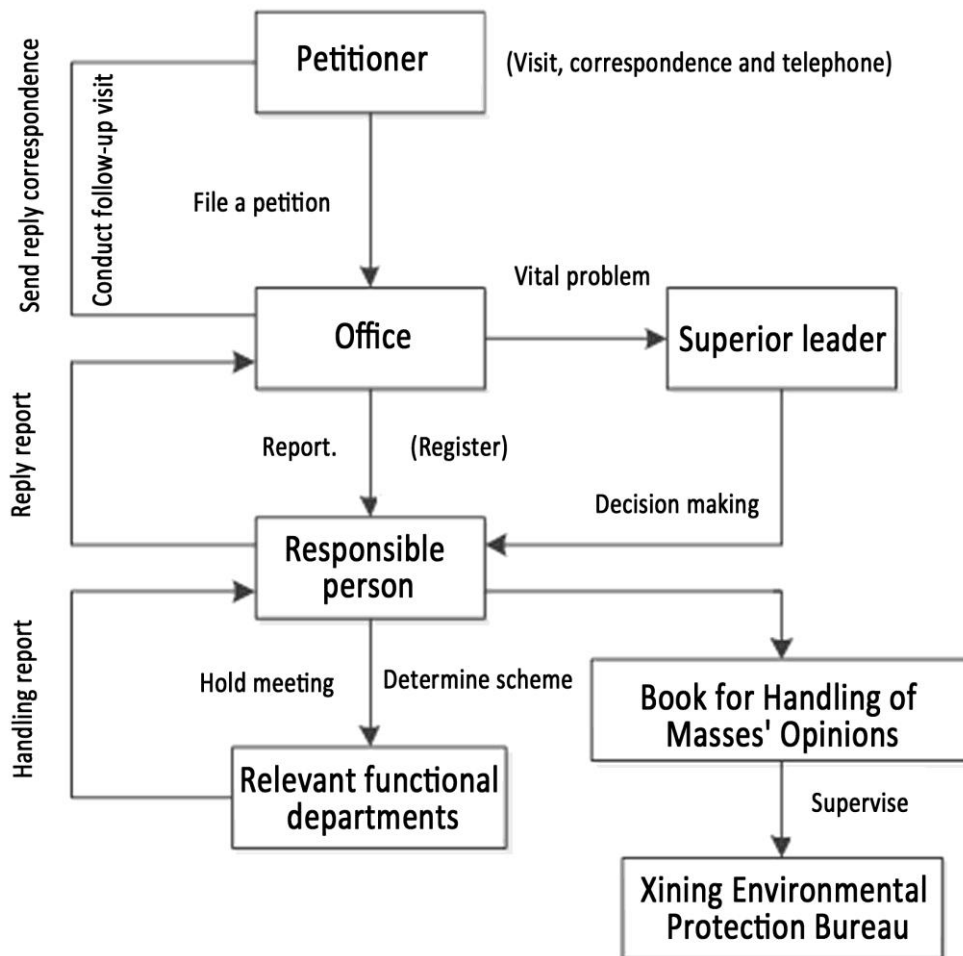 Petitioner
(Visit, correspondence and telephone)
Send reply correspondence
Conduct follow-up visit
File a petition
Vital problem
Office
Superior leader
Reply report
Report.
(Register)
Decision making
Responsible
person
Handling report
Hold meeting
Determine scheme
Book for Handling of
Masses' Opinions
Relevant functional
departments
Supervise
Xining Environmental
Protection Bureau